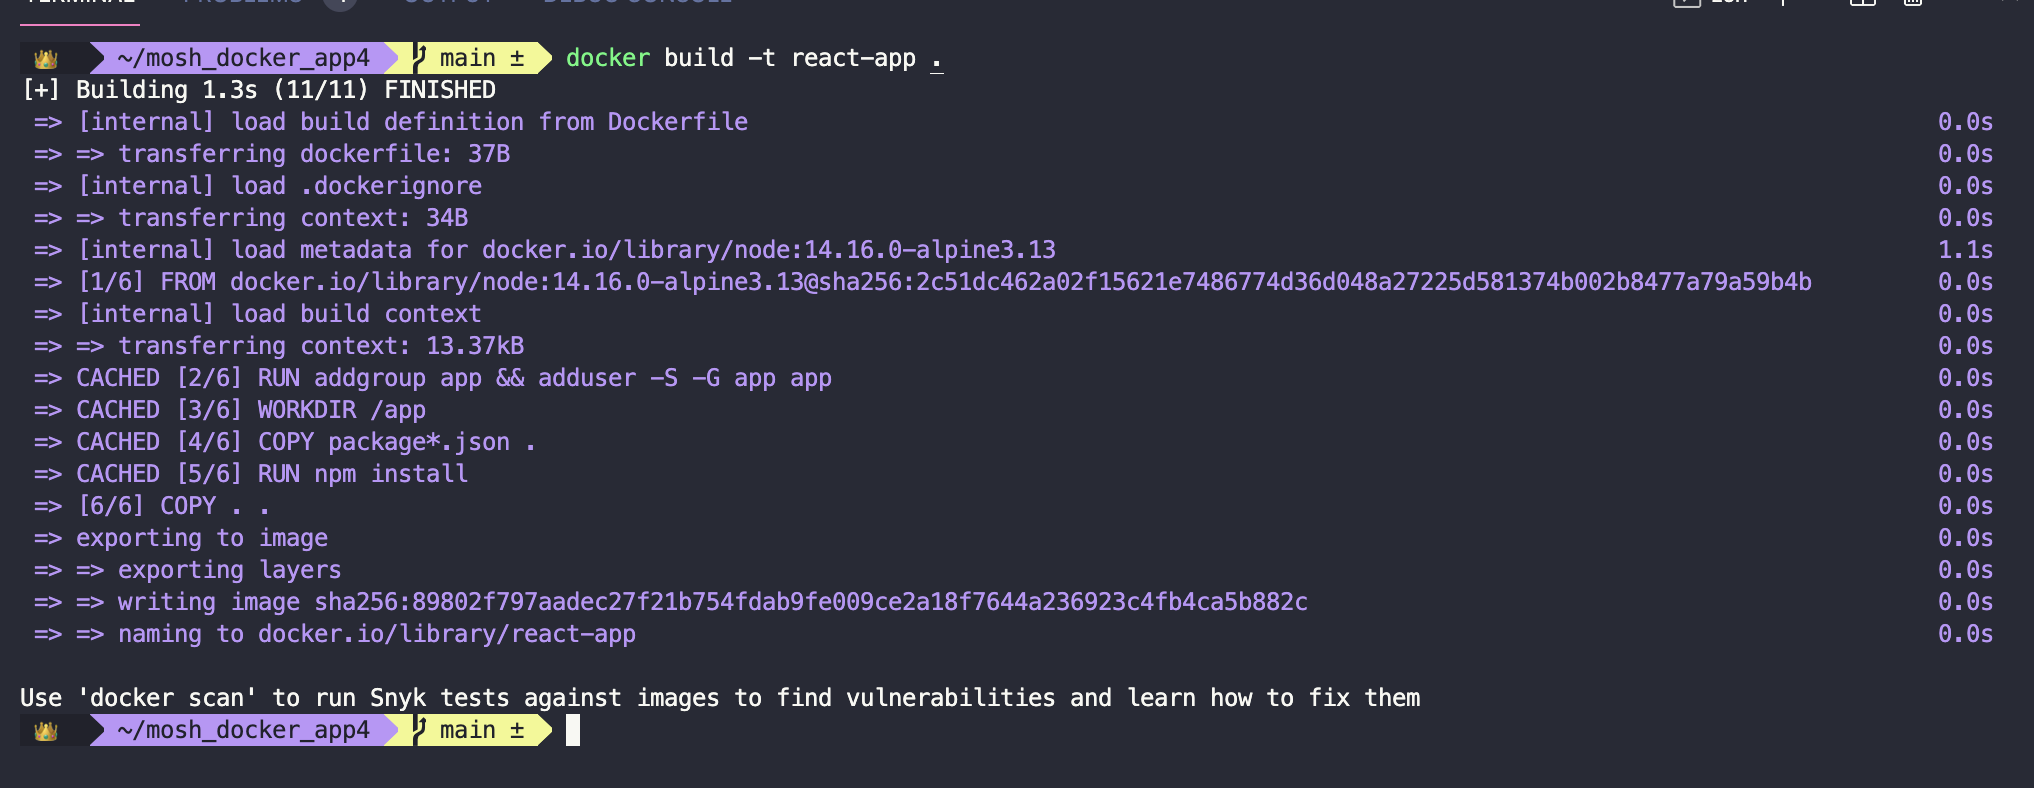 ~/mosh_docker_app4 main ± docker build -t react-app .
[+] Building 1.3s (11/11) FINISHED
=> [internal] load build definition from Dockerfile 0.0s
=> => transferring dockerfile: 37B 0.0s
=> [internal] load .dockerignore 0.0s
=> => transferring context: 34B 0.0s
=> [internal] load metadata for docker.io/library/node:14.16.0-alpine3.13 1.1s
=> [1/6] FROM docker.io/library/node:14.16.0-alpine3.13@sha256:2c51dc462a02f15621e7486774d36d048a27225d581374b002b8477a79a59b4b 0.0s
=> [internal] load build context 0.0s
=> => transferring context: 13.37kB 0.0s
=> CACHED [2/6] RUN addgroup app && adduser -S -G app app 0.0s
=> CACHED [3/6] WORKDIR /app 0.0s
=> CACHED [4/6] COPY package*.json . 0.0s
=> CACHED [5/6] RUN npm install 0.0s
=> [6/6] COPY . . 0.0s
=> exporting to image 0.0s
=> => exporting layers 0.0s
=> => writing image sha256:89802f797aadec27f21b754fdab9fe009ce2a18f7644a236923c4fb4ca5b882c 0.0s
=> => naming to docker.io/library/react-app 0.0s
Use 'docker scan' to run Snyk tests against images to find vulnerabilities and learn how to fix them
~/mosh_docker_app4 main ±